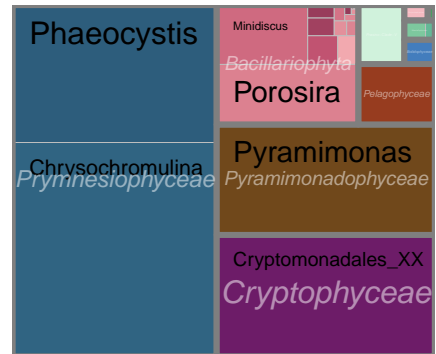 Phaeocystis
Chrysochromulina
Prymnesiophyceae
Minidiscus
Bacillariophyta
Porosira
Pelagophyceae
Pyramimonas
Pyramimonadophyceae
Cryptomonadales_XX
Cryptophyceae